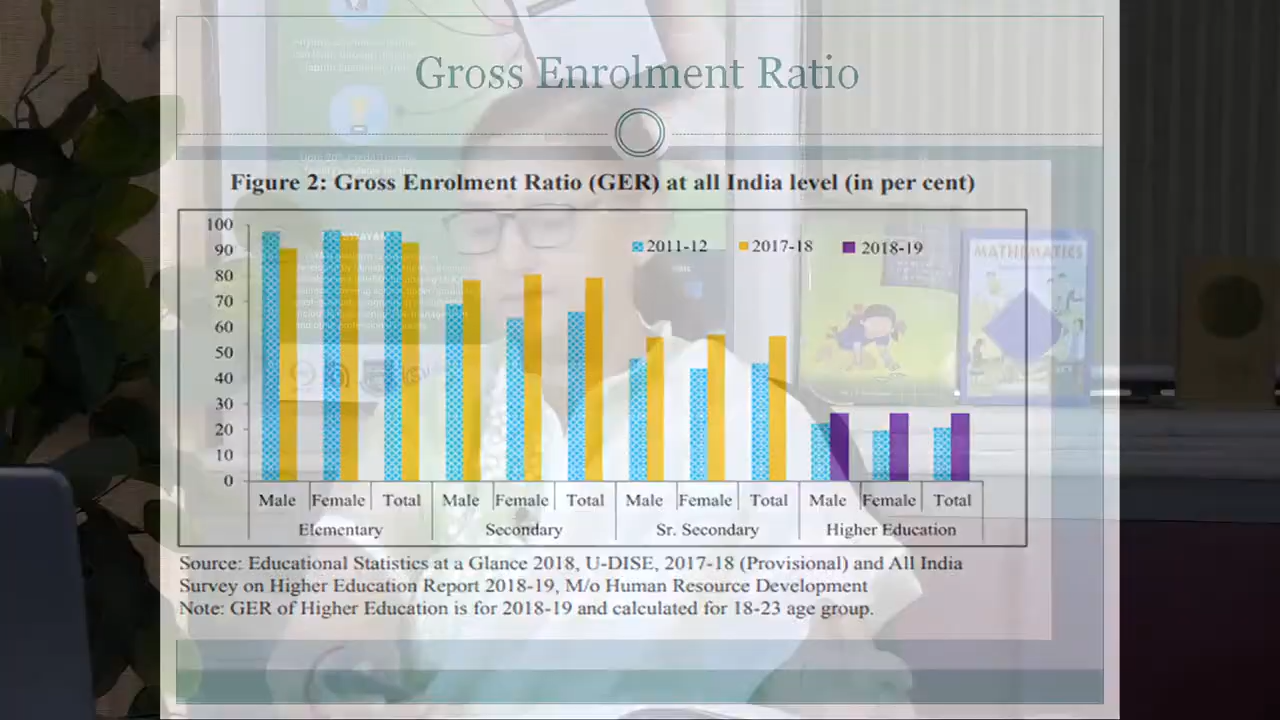 Gross Enrolment Ratio
Figure 2: Gross Enrolment Ratio (GER) at all India level (in per cent)
100
90
80
70
60
50
40
30
20
10
0
2011-12 2017-18 2018-19
MATHEMATICS
Male Female Total Male Female Total Male Female Total Male Female Total
Elementary Secondary Sr. Secondary Higher Education
Source: Educational Statistics at a Glance 2018, U-DISE, 2017-18 (Provisional) and All India
Survey on Higher Education Report 2018-19, M/o Human Resource Development
Note: GER of Higher Education is for 2018-19 and calculated for 18-23 age group.